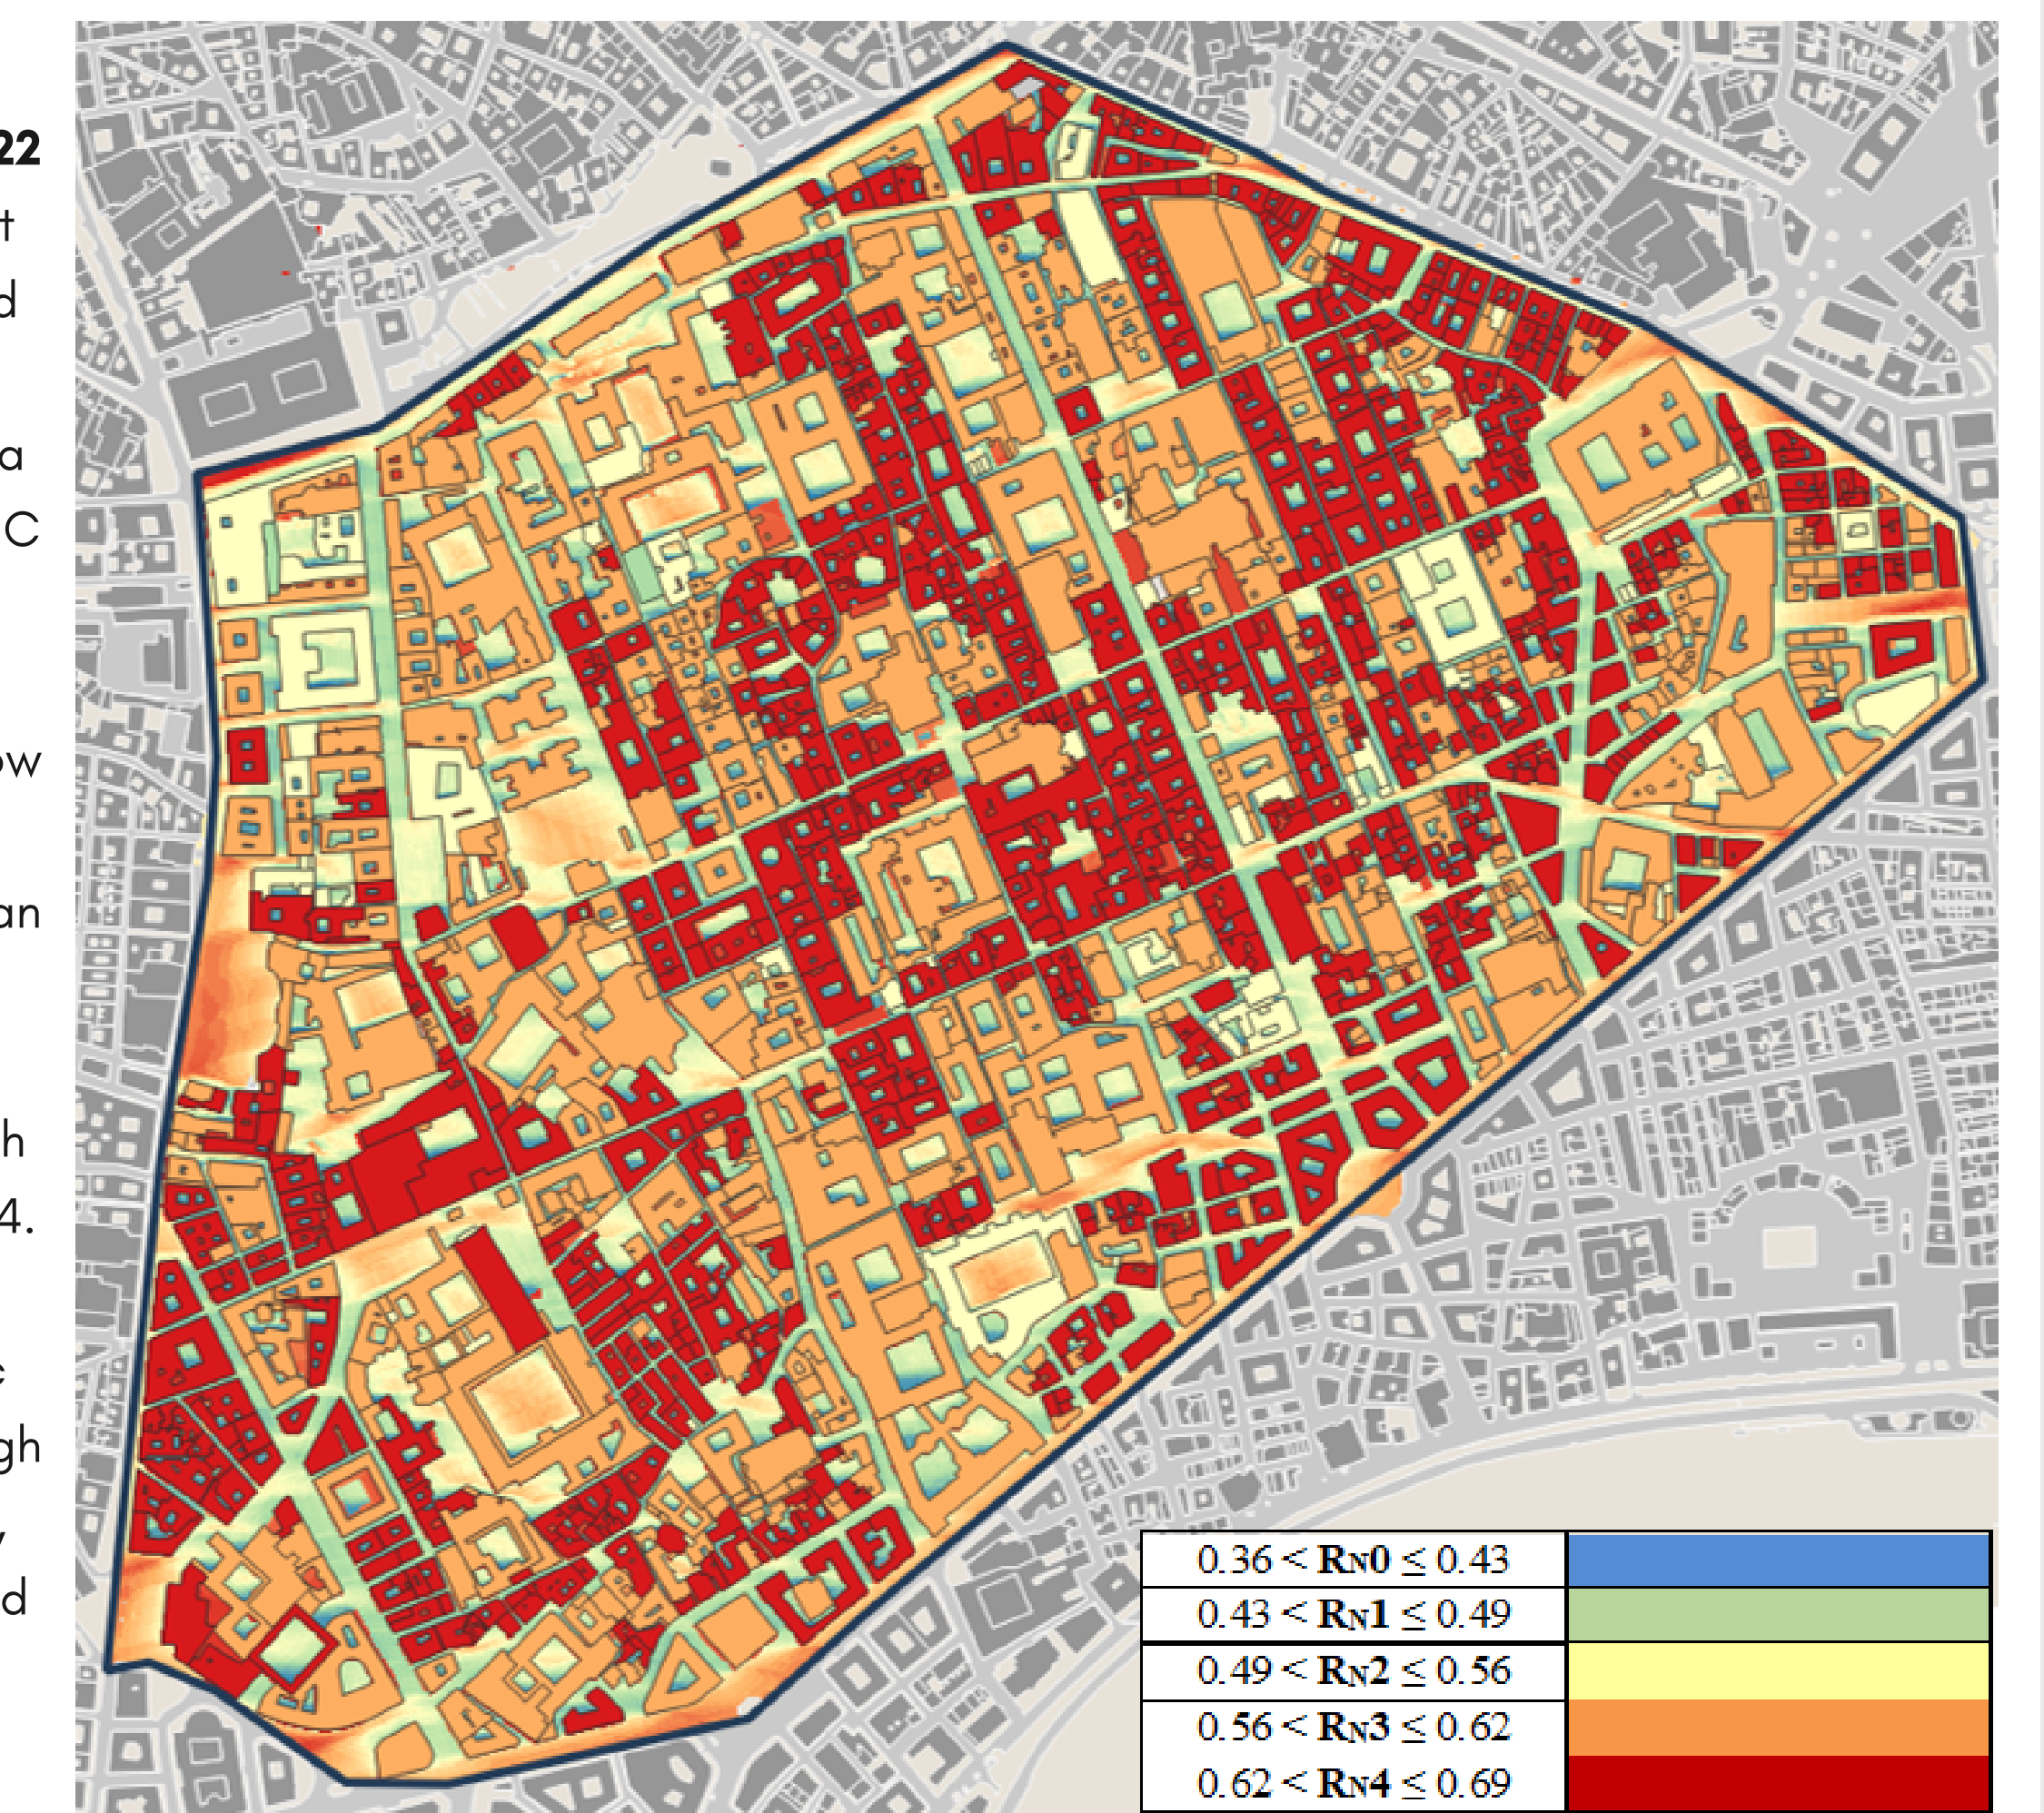 22
t
d
a
C
ow
an
h
4.
c
gh
y
d
0.36 < RN0 ≤ 0.43
0.43 < RN1 ≤ 0.49
0.49 < RN2 ≤ 0.56
0.56 < RN3 ≤ 0.62
0.62 < RN4 ≤ 0.69